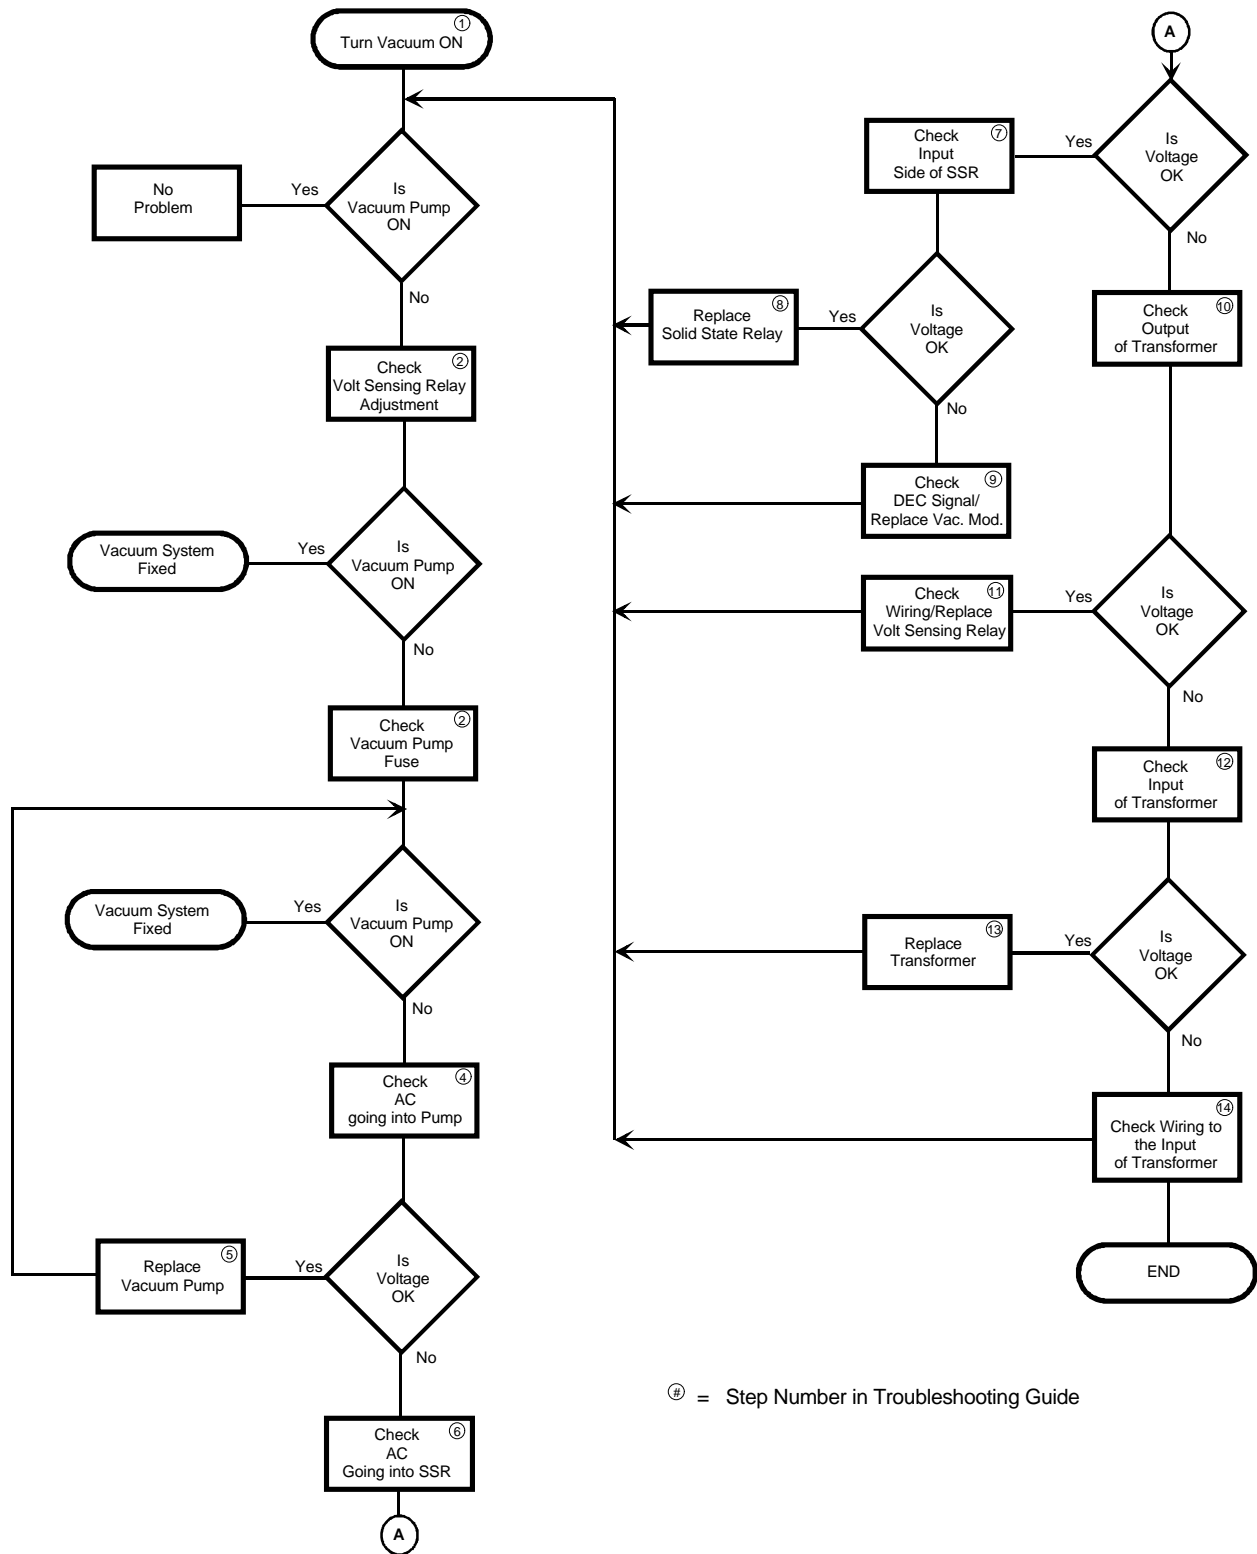 1
Turn Vacuum ON
Is
Vacuum Pump
ON
Yes
No
Problem
No
2
Check
Volt Sensing Relay
Adjustment
Is
Vacuum Pump
ON
Yes
Vacuum System
Fixed
No
2
Check
Vacuum Pump
Fuse
Is
Vacuum Pump
ON
Yes
Vacuum System
Fixed
No
4
Check
AC
going into Pump
Is
Voltage
OK
Yes
5
Replace
Vacuum Pump
No
6
Check
AC
Going into SSR
A
A
Is
Voltage
OK
Yes
7
Check
Input
Side of SSR
Is
Voltage
OK
Yes
8
Replace
Solid State Relay
No
9
Check
DEC Signal/
Replace Vac. Mod.
No
10
Check
Output
of Transformer
Is
Voltage
OK
Yes
11
Check
Wiring/Replace
Volt Sensing Relay
No
12
Check
Input
of Transformer
Is
Voltage
OK
Yes
13
Replace
Transformer
No
14
Check Wiring to
the Input
of Transformer
END
# = Step Number in Troubleshooting Guide